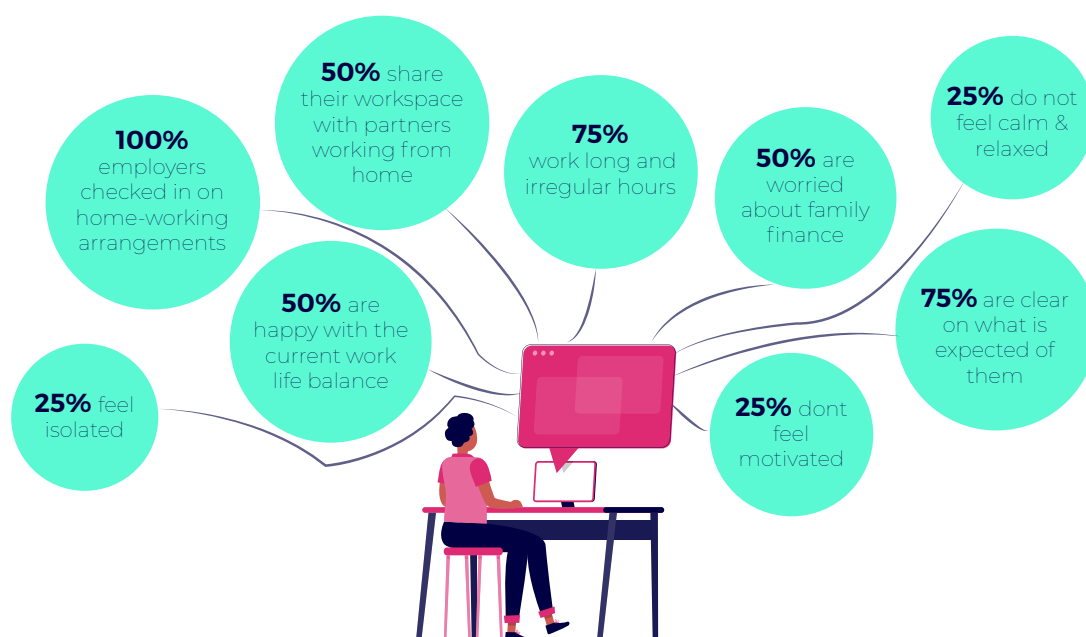 100%
employers
checked in on
home-working
arrangements
50% share
their workspace
with partners
working from
home
75%
work long and
irregular hours
50% are
worried
about family
finance
25% do not
feel calm &
relaxed
25% feel
isolated
50% are
happy with the
current work
life balance
25% dont
feel
motivated
75% are clear
on what is
expected of
them